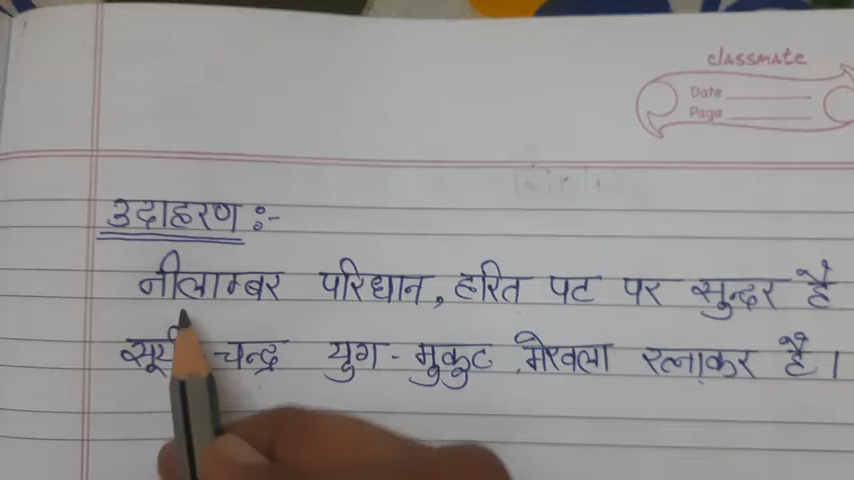 classmate
Date
Page
उदाहरण :-
नीलाम्बर परिधान, हरित पट पर सुन्दर है
सूर्य चन्द्र युग - मुकुट मेखला रत्नाकर है।